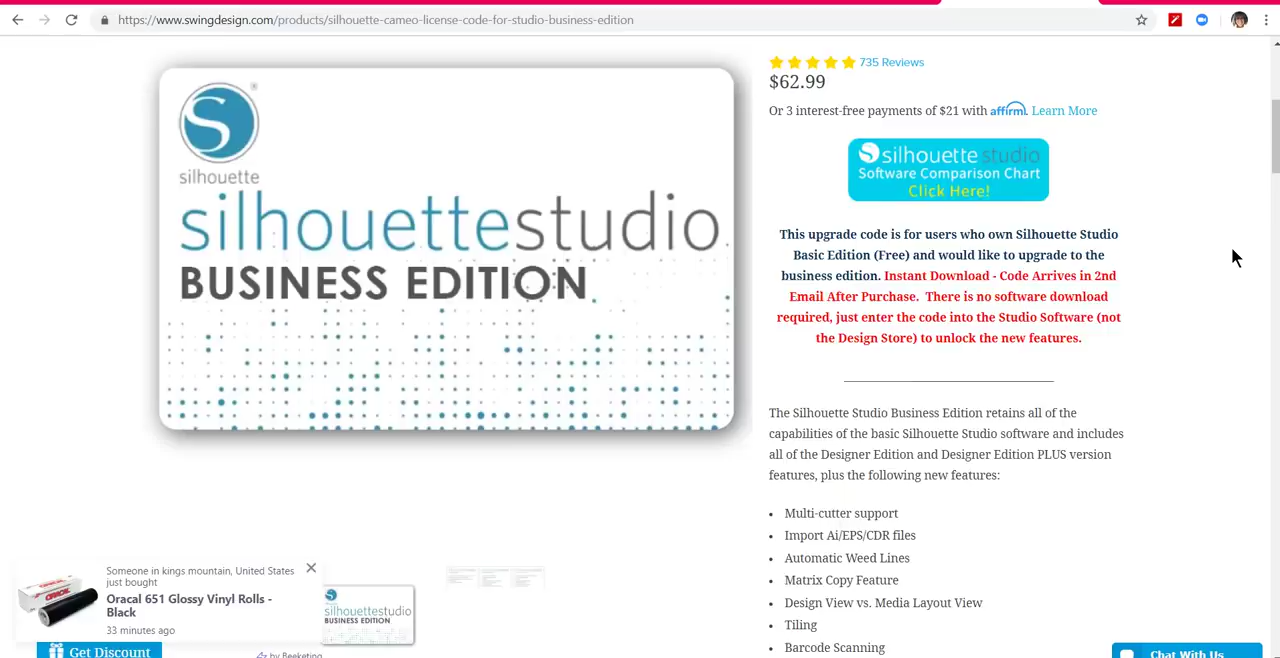 https://www.swingdesign.com/products/silhouette-cameo-license-code-for-studio-business-edition
735 Reviews
$62.99
Or 3 interest-free payments of $21 with affirm. Learn More
silhouette studio
Software Comparison Chart
Click Here!
S
silhouette
silhouettestudio
BUSINESS EDITION
This upgrade code is for users who own Silhouette Studio
Basic Edition (Free) and would like to upgrade to the
business edition. Instant Download - Code Arrives in 2nd
Email After Purchase. There is no software download
required, just enter the code into the Studio Software (not
the Design Store) to unlock the new features.
The Silhouette Studio Business Edition retains all of the
capabilities of the basic Silhouette Studio software and includes
all of the Designer Edition and Designer Edition PLUS version
features, plus the following new features:
• Multi-cutter support
• Import Ai/EPS/CDR files
• Automatic Weed Lines
• Matrix Copy Feature
• Design View vs. Media Layout View
• Tiling
• Barcode Scanning
Someone in kings mountain, United States
just bought
Oracal 651 Glossy Vinyl Rolls -
Black
33 minutes ago
silhouettestudio
BUSINESS EDITION
Get Discount
by Beeketing
Chat With Us